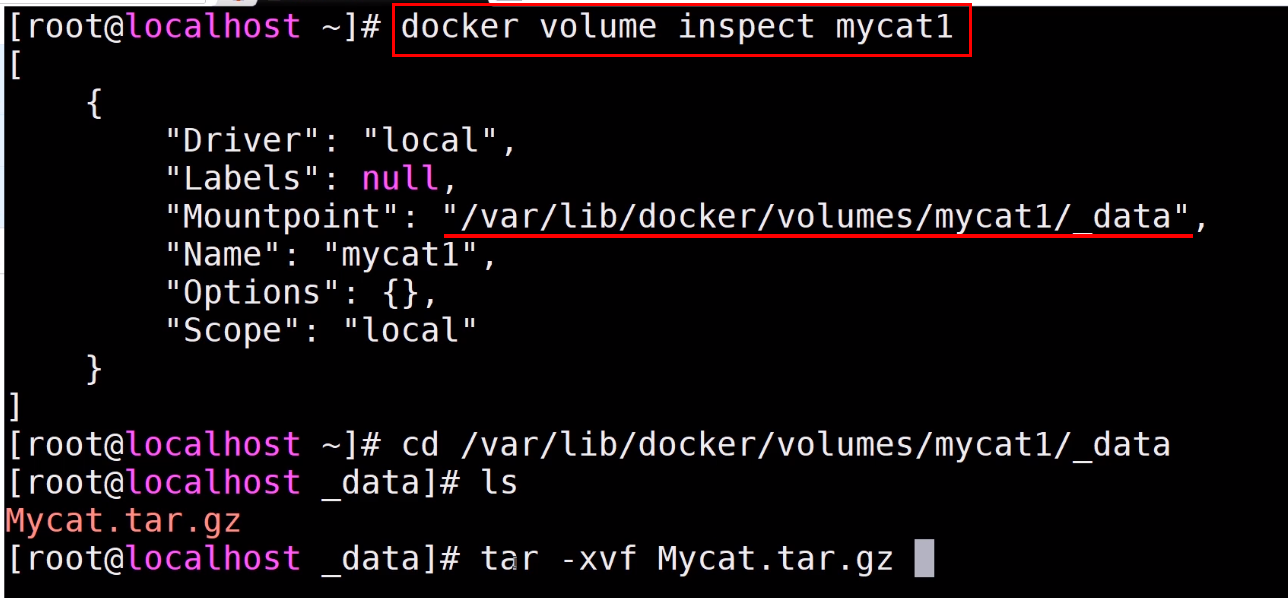 [root@localhost ~]# docker volume inspect mycat1
[
    {
        "Driver": "local",
        "Labels": null,
        "Mountpoint": "/var/lib/docker/volumes/mycat1/_data",
        "Name": "mycat1",
        "Options": {},
        "Scope": "local"
    }
]
[root@localhost ~]# cd /var/lib/docker/volumes/mycat1/_data
[root@localhost _data]# ls
Mycat.tar.gz
[root@localhost _data]# tar -xvf Mycat.tar.gz